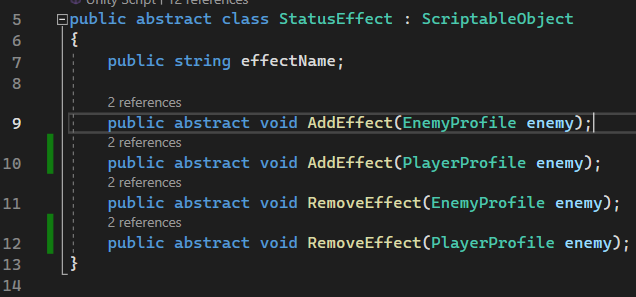 Unity Script | 12 references
5 public abstract class StatusEffect : ScriptableObject
6 {
7 public string effectName;
8
2 references
9 public abstract void AddEffect(EnemyProfile enemy);
2 references
10 public abstract void AddEffect(PlayerProfile enemy);
2 references
11 public abstract void RemoveEffect(EnemyProfile enemy);
2 references
12 public abstract void RemoveEffect(PlayerProfile enemy);
13 }
14